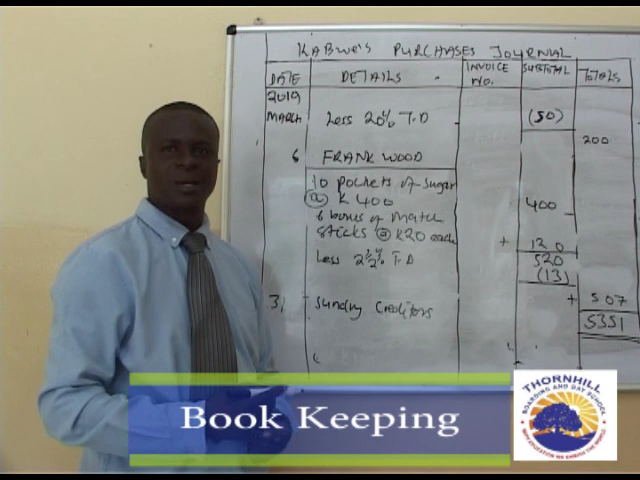 KABWE'S PURCHASES JOURNAL
DATE DETAILS INVOICE NO. SUBTOTAL TOTALS
2019
MARCH Less 20% T.D (50)
200
6 FRANK WOOD
10 pockets of sugar
@ K400 400
6 boxes of Match
sticks @ K20 each + 120
520
Less 2½% T.D (13)
31 Sundry Creditors + 507
5351
Book Keeping
THORNHILL
BOARDING AND DAY SCHOOL